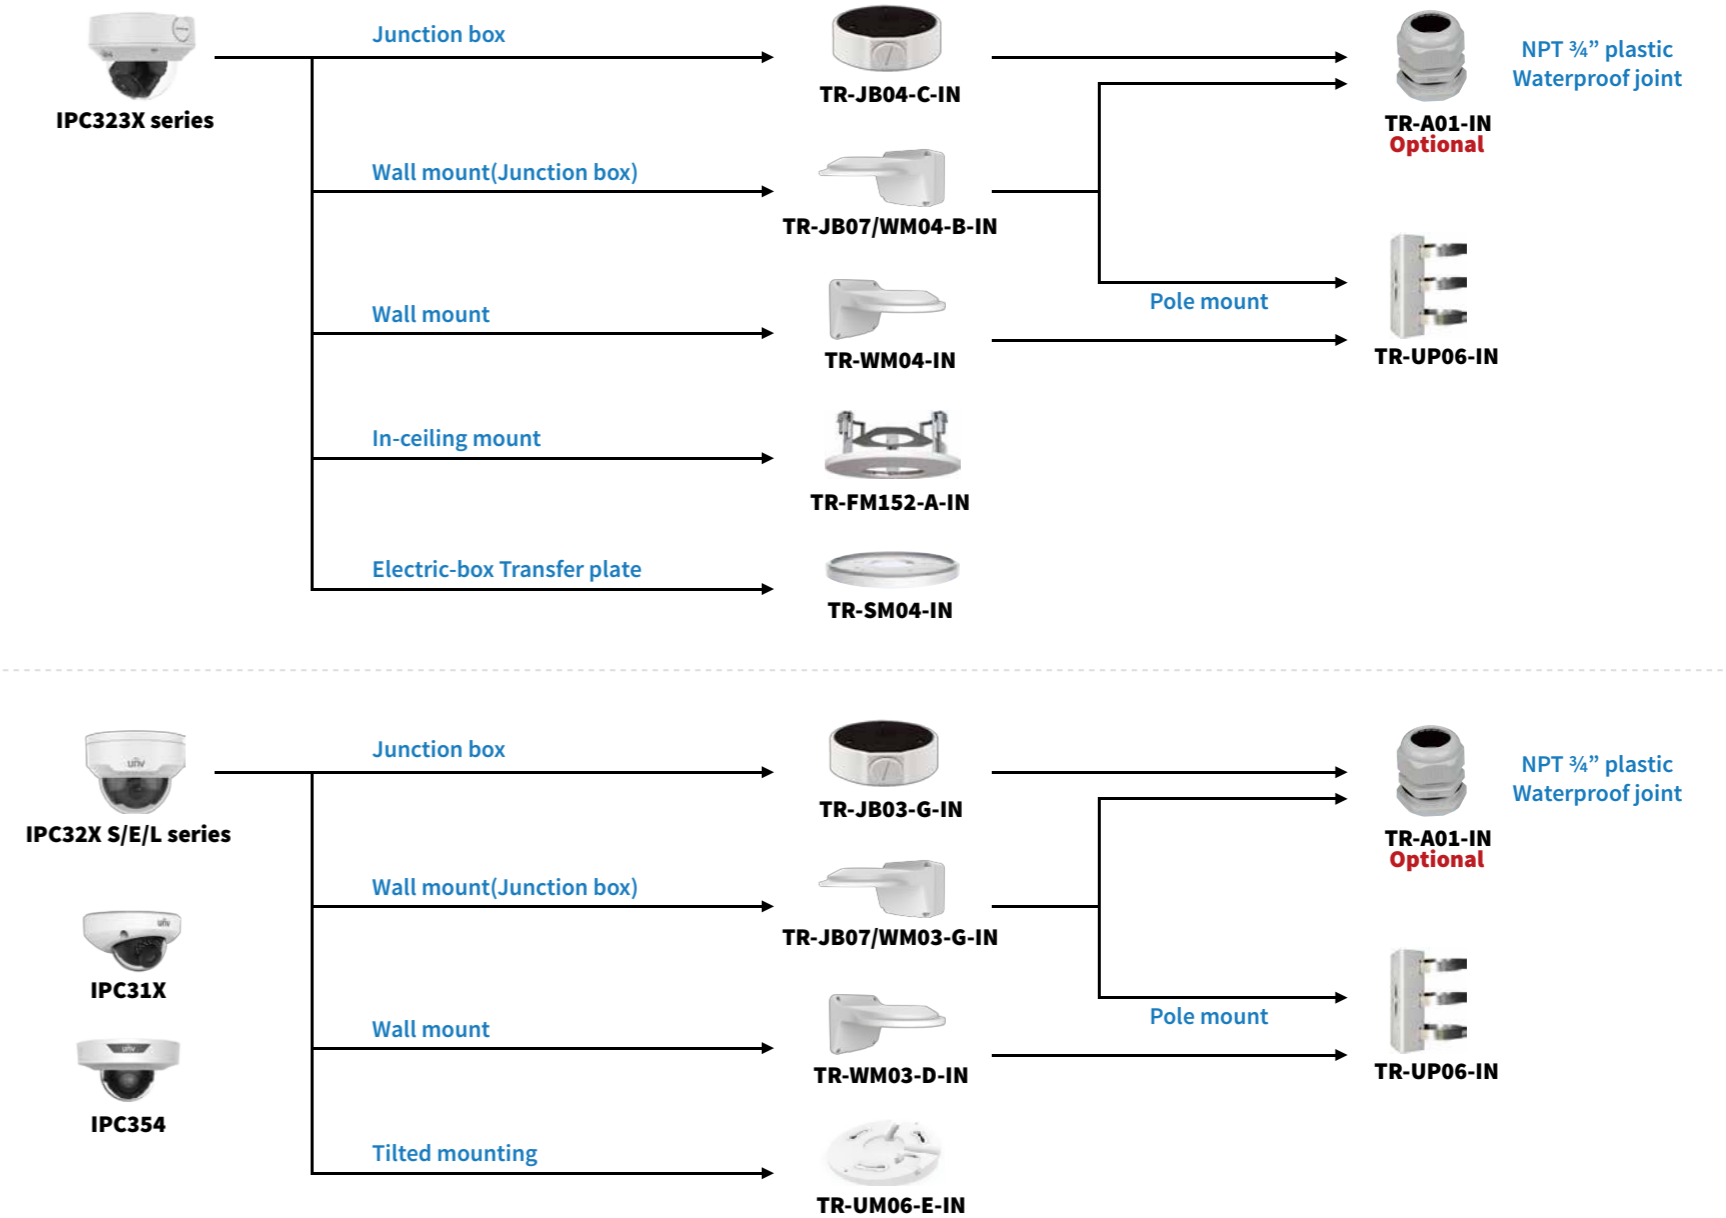 Junction box
NPT ¾” plastic
Waterproof joint
IPC323X series
TR-JB04-C-IN
TR-A01-IN
Optional
Wall mount(Junction box)
TR-JB07/WM04-B-IN
Wall mount
Pole mount
TR-WM04-IN
TR-UP06-IN
In-ceiling mount
TR-FM152-A-IN
Electric-box Transfer plate
TR-SM04-IN
Junction box
unv
NPT ¾” plastic
Waterproof joint
IPC32X S/E/L series
TR-JB03-G-IN
TR-A01-IN
Optional
Wall mount(Junction box)
unv
TR-JB07/WM03-G-IN
IPC31X
Wall mount
Pole mount
unv
TR-WM03-D-IN
TR-UP06-IN
IPC354
Tilted mounting
TR-UM06-E-IN